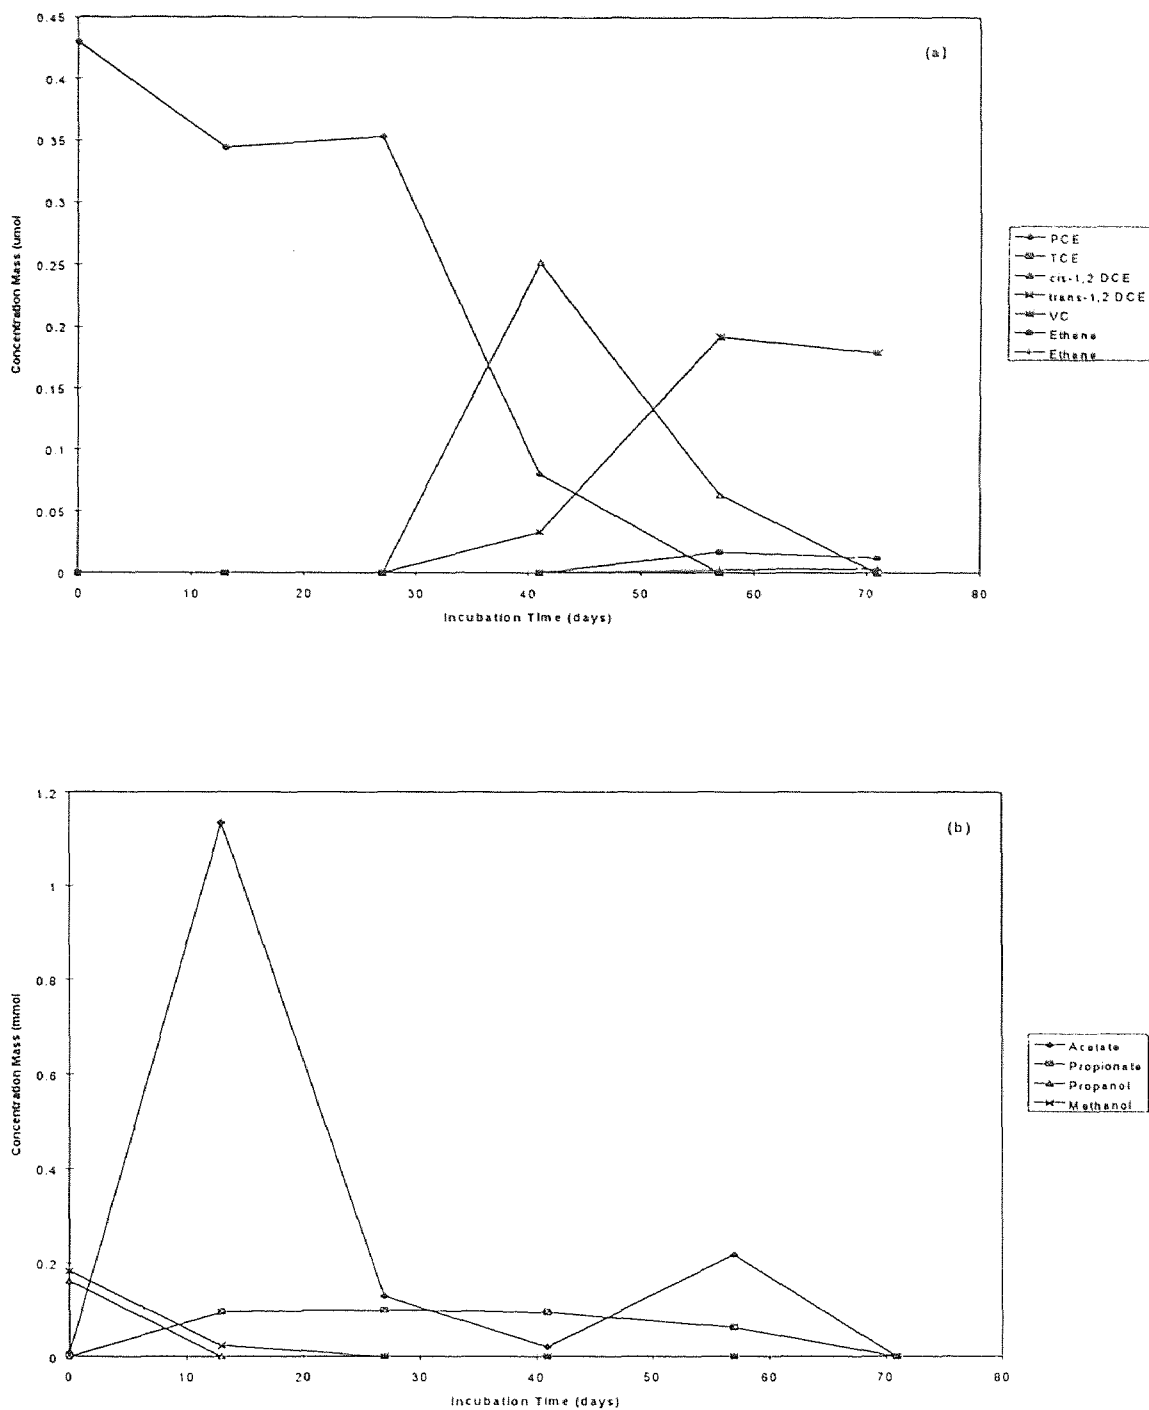 0.45
(a)
0.4
0.35
0.3
0.25
0.2
0.15
0.1
0.05
0
Concentration Mass (umol
0 10 20 30 40 50 60 70 80
Incubation Time (days)
PCE
TCE
cis-1,2 DCE
trans-1,2 DCE
VC
Ethene
Ethane
1.2
(b)
1
0.8
0.6
0.4
0.2
0
Concentration Mass (mmol
0 10 20 30 40 50 60 70 80
Incubation Time (days)
Acetate
Propionate
Propanol
Methanol